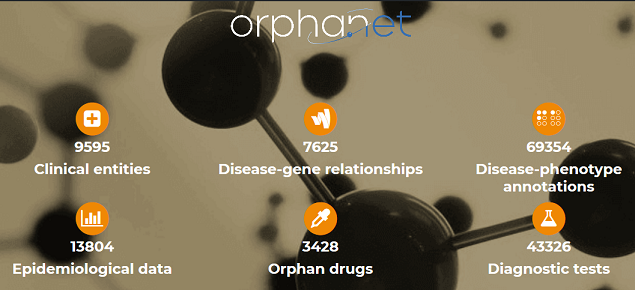 orphanet
9595
Clinical entities
7625
Disease-gene relationships
69354
Disease-phenotype
annotations
13804
Epidemiological data
3428
Orphan drugs
43326
Diagnostic tests